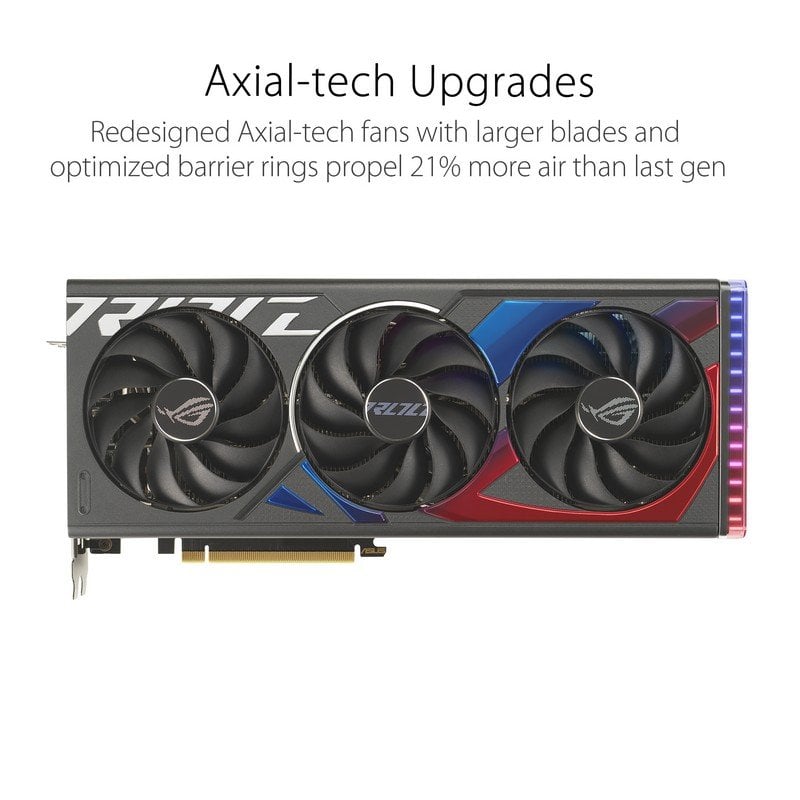 Axial-tech Upgrades
Redesigned Axial-tech fans with larger blades and
optimized barrier rings propel 21% more air than last gen
ASUS